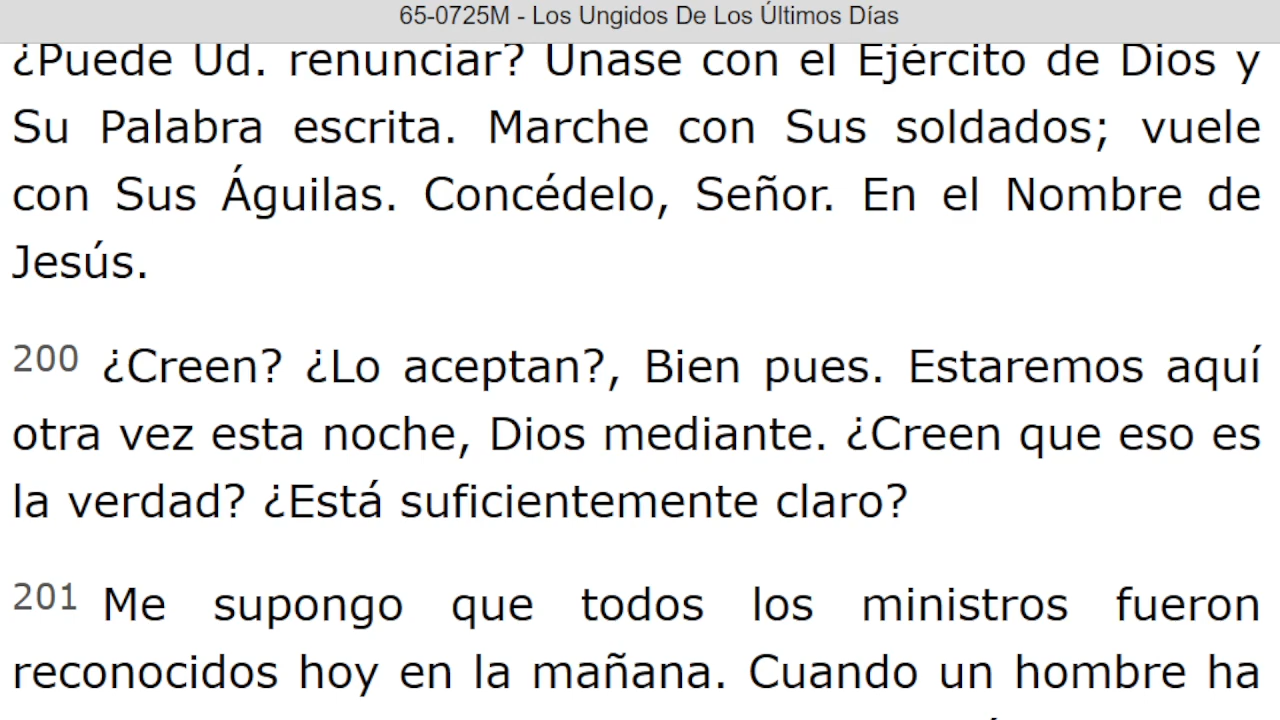 65-0725M - Los Ungidos De Los Últimos Días
¿Puede Ud. renunciar? Únase con el Ejército de Dios y
Su Palabra escrita. Marche con Sus soldados; vuele
con Sus Águilas. Concédelo, Señor. En el Nombre de
Jesús.
200 ¿Creen? ¿Lo aceptan?, Bien pues. Estaremos aquí
otra vez esta noche, Dios mediante. ¿Creen que eso es
la verdad? ¿Está suficientemente claro?
201 Me supongo que todos los ministros fueron
reconocidos hoy en la mañana. Cuando un hombre ha